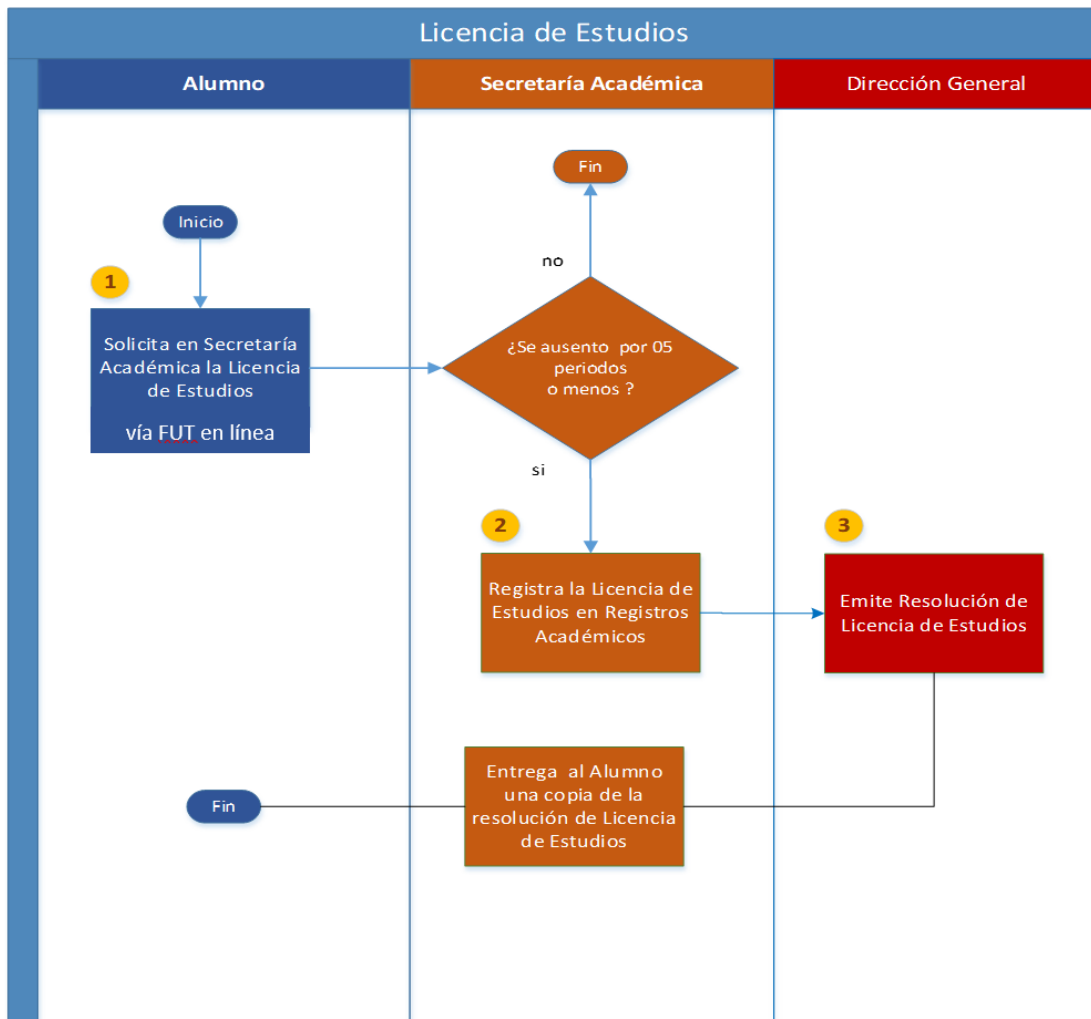 Licencia de Estudios
Alumno
Secretaría Académica
Dirección General
Inicio
1
Solicita en Secretaría
Académica la Licencia
de Estudios
vía FUT en línea
Fin
no
¿Se ausento por 05
periodos
o menos ?
si
2
Registra la Licencia de
Estudios en Registros
Académicos
3
Emite Resolución de
Licencia de Estudios
Entrega al Alumno
una copia de la
resolución de Licencia
de Estudios
Fin